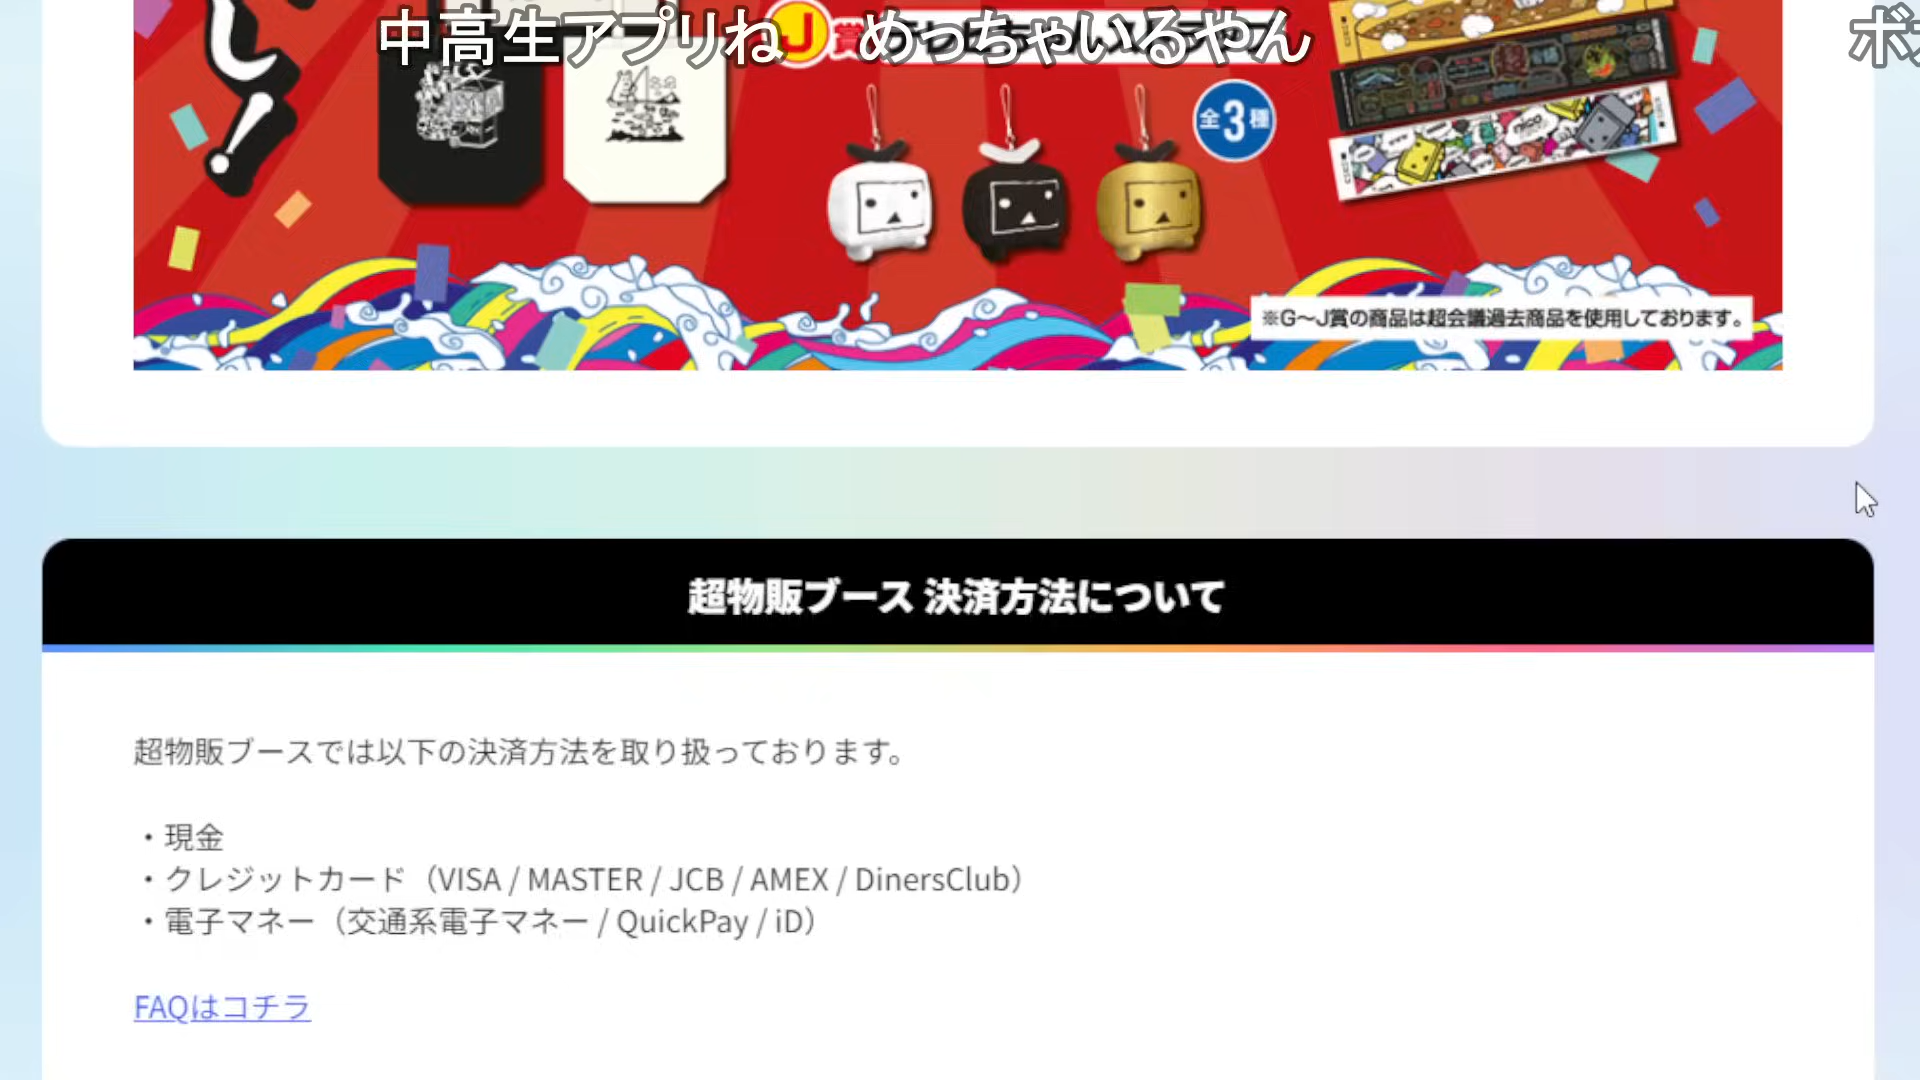 中高生アプリね
めっちゃいるやん
J賞
し!
全3種
nico
※G〜J賞の商品は超会議過去商品を使用しております。
超物販ブース 決済方法について
超物販ブースでは以下の決済方法を取り扱っております。
・現金
・クレジットカード（VISA / MASTER / JCB / AMEX / DinersClub）
・電子マネー（交通系電子マネー / QuickPay / iD）
FAQはコチラ